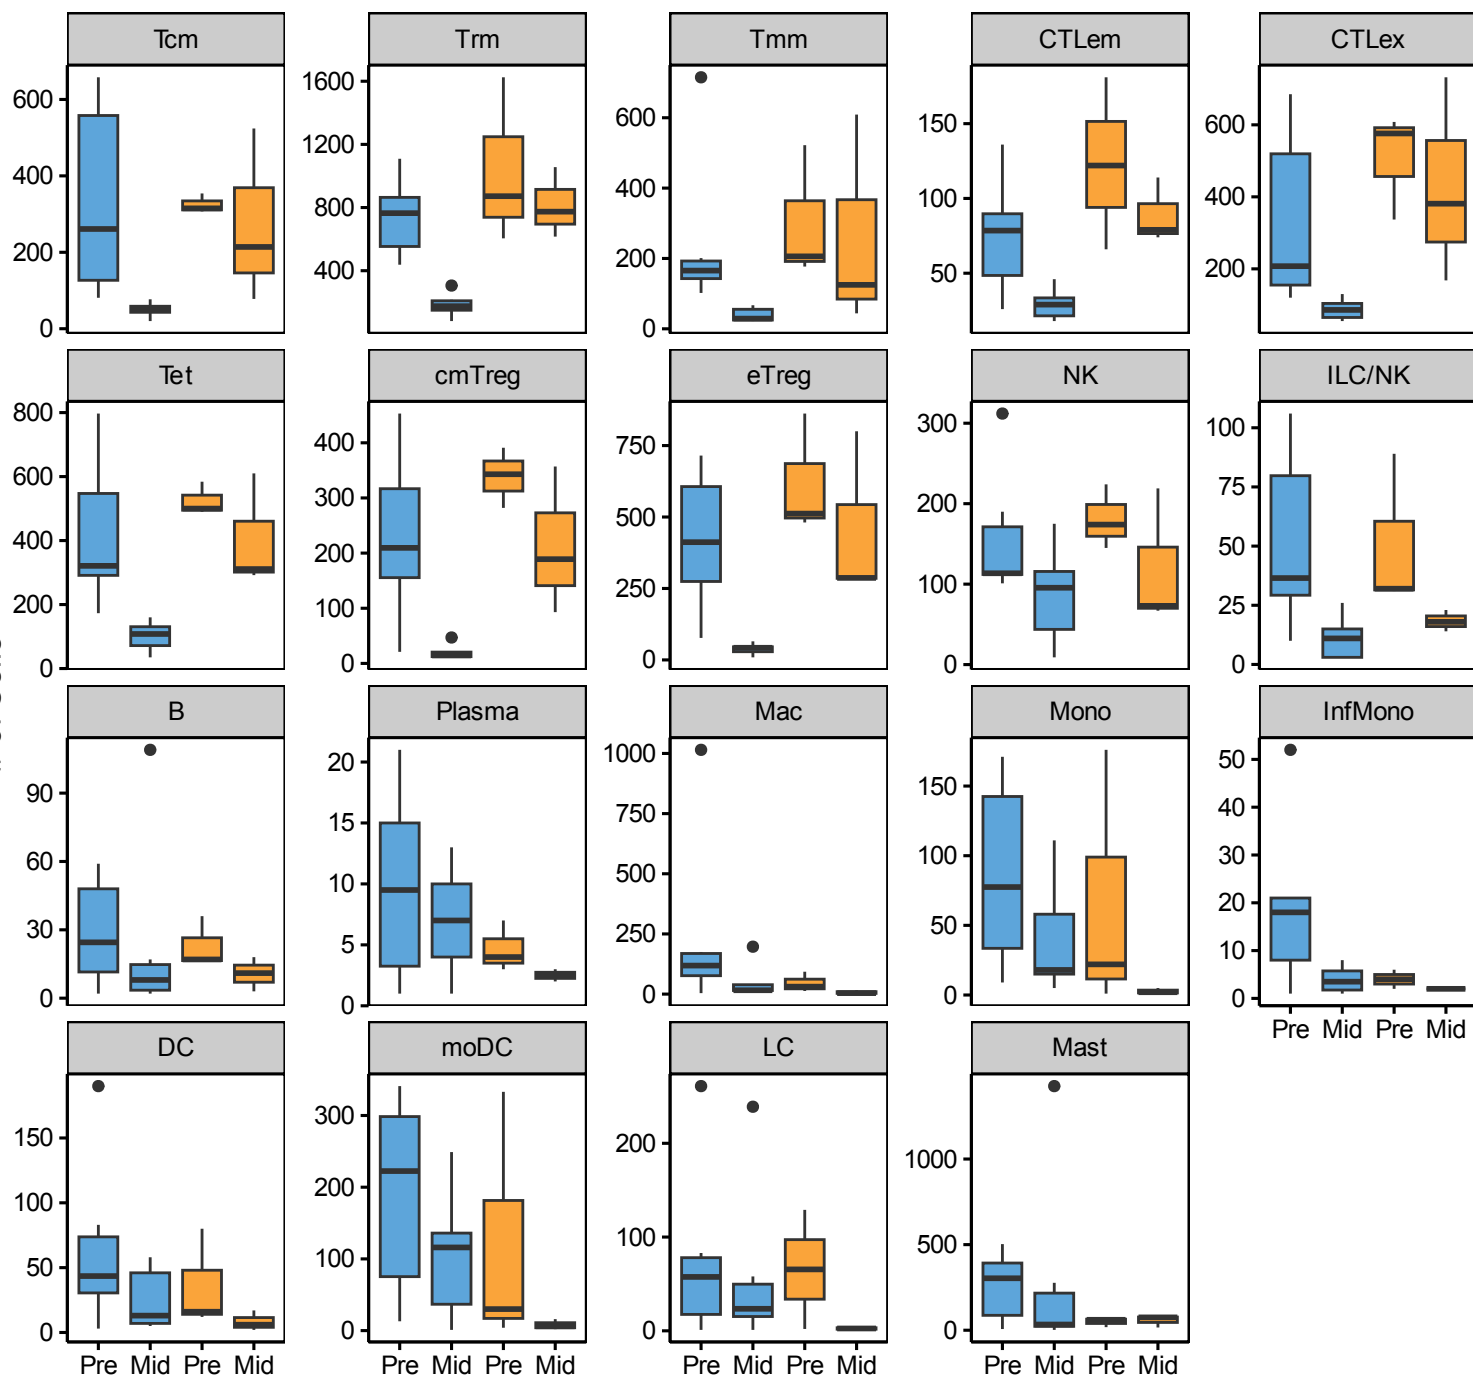 Tcm Trm Tmm CTLem CTLex
600 400 200 0
1600 1200 800 400
600 400 200 0
150 100 50
600 400 200
Tet cmTreg eTreg NK ILC/NK
800 600 400 200 0
400 300 200 100 0
750 500 250 0
300 200 100 0
100 75 50 25 0
B Plasma Mac Mono InfMono
90 60 30 0
20 15 10 5 0
1000 750 500 250 0
150 100 50 0
50 40 30 20 10 0
Pre Mid Pre Mid
DC moDC LC Mast
150 100 50 0
300 200 100 0
200 100 0
1000 500 0
Pre Mid Pre Mid Pre Mid Pre Mid Pre Mid Pre Mid Pre Mid Pre Mid